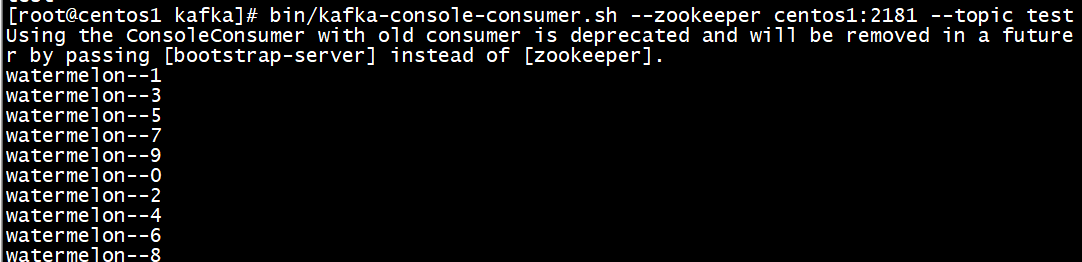 [root@centos1 kafka]# bin/kafka-console-consumer.sh --zookeeper centos1:2181 --topic test
Using the ConsoleConsumer with old consumer is deprecated and will be removed in a future
r by passing [bootstrap-server] instead of [zookeeper].
watermelon--1
watermelon--3
watermelon--5
watermelon--7
watermelon--9
watermelon--0
watermelon--2
watermelon--4
watermelon--6
watermelon--8